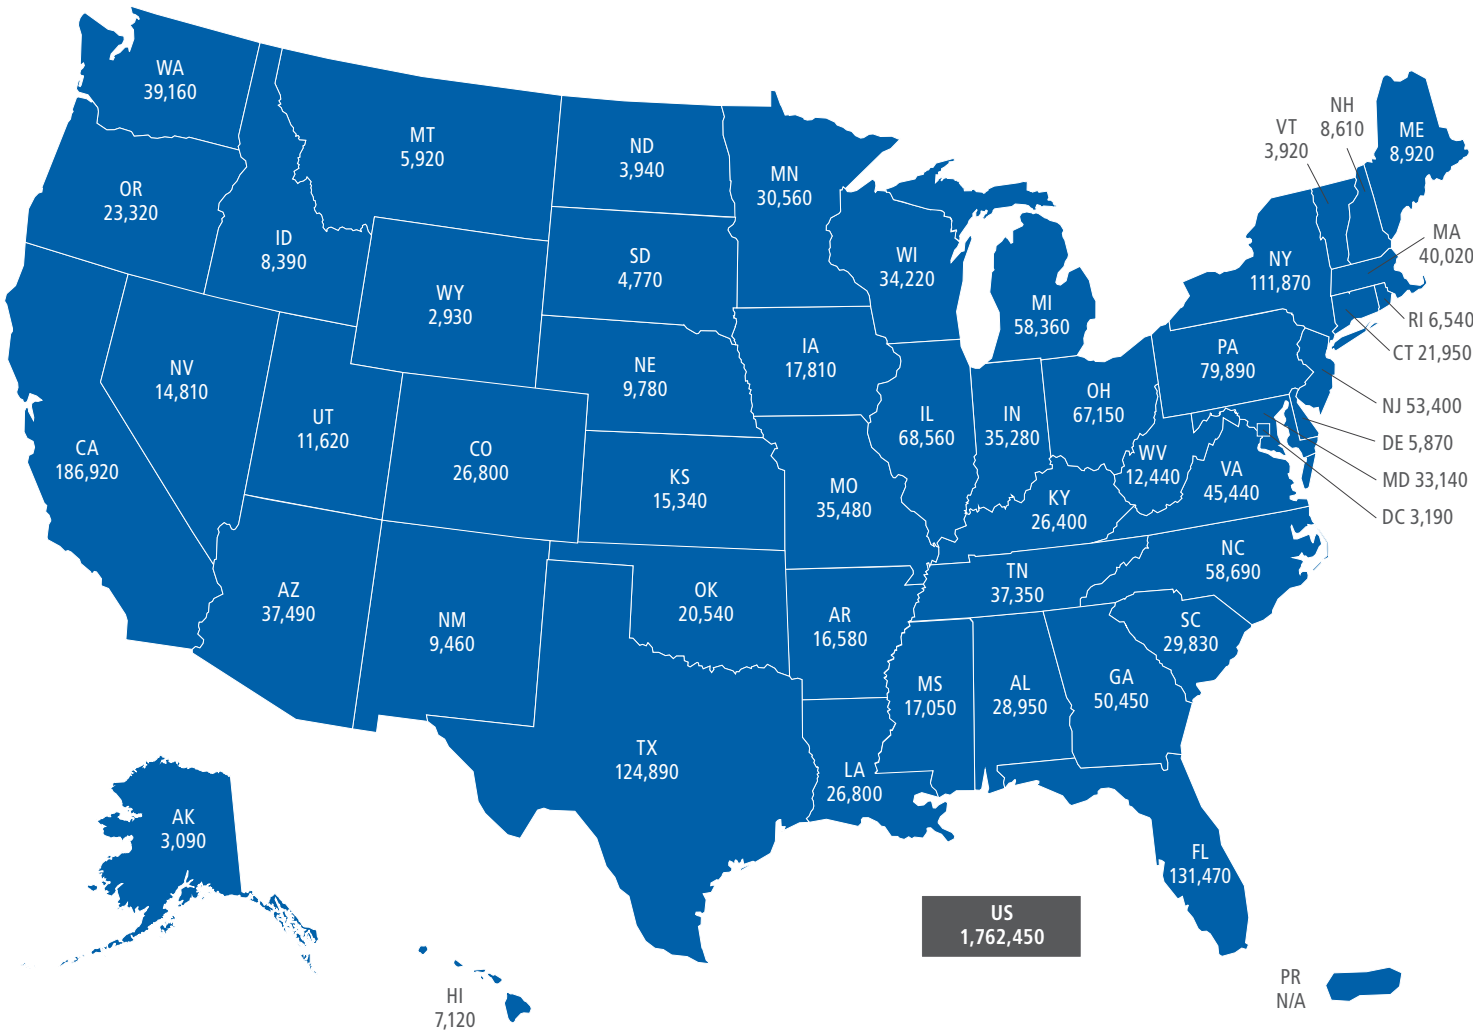 WA
39,160
MT
5,920
ND
3,940
MN
30,560
NH
8,610
VT
3,920
ME
8,920
OR
23,320
ID
8,390
SD
4,770
WI
34,220
MI
58,360
NY
111,870
MA
40,020
WY
2,930
RI 6,540
CT 21,950
IA
17,810
PA
79,890
NV
14,810
NE
9,780
OH
67,150
NJ 53,400
UT
11,620
IL
68,560
IN
35,280
DE 5,870
CA
186,920
CO
26,800
WV
12,440
VA
45,440
MD 33,140
KS
15,340
MO
35,480
KY
26,400
DC 3,190
NC
58,690
TN
37,350
AZ
37,490
OK
20,540
AR
16,580
NM
9,460
SC
29,830
MS
17,050
AL
28,950
GA
50,450
TX
124,890
LA
26,800
AK
3,090
FL
131,470
US
1,762,450
PR
N/A
HI
7,120